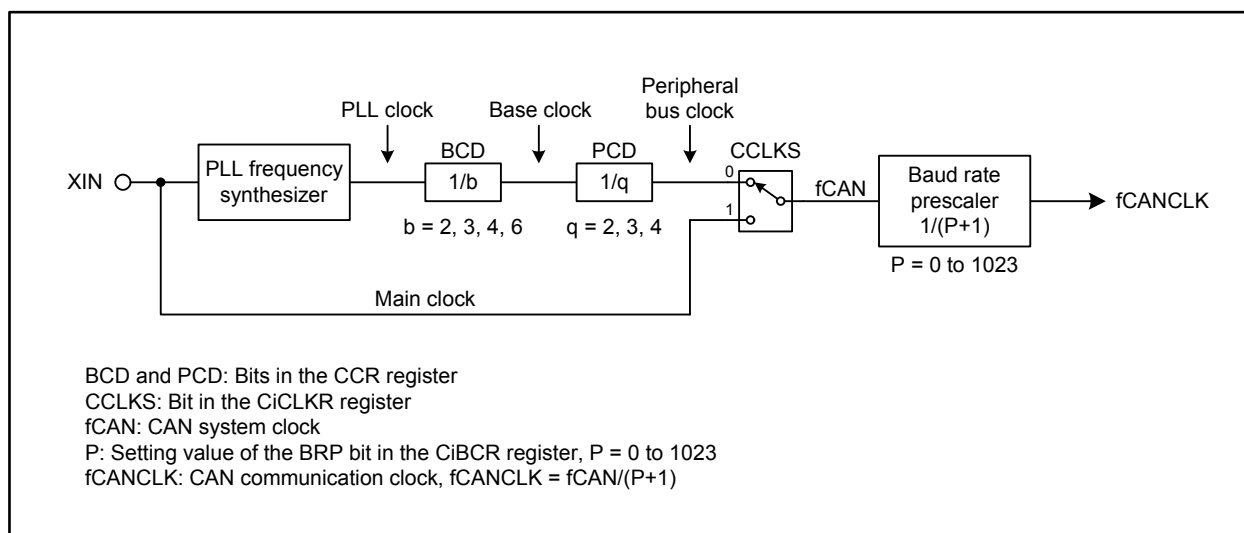 Peripheral
bus clock
PLL clock
Base clock
BCD
PCD
CCLKS
XIN
PLL frequency
synthesizer
1/b
1/q
0
1
fCAN
Baud rate
prescaler
1/(P+1)
fCANCLK
b = 2, 3, 4, 6
q = 2, 3, 4
P = 0 to 1023
Main clock
BCD and PCD: Bits in the CCR register
CCLKS: Bit in the CiCLKR register
fCAN: CAN system clock
P: Setting value of the BRP bit in the CiBCR register, P = 0 to 1023
fCANCLK: CAN communication clock, fCANCLK = fCAN/(P+1)